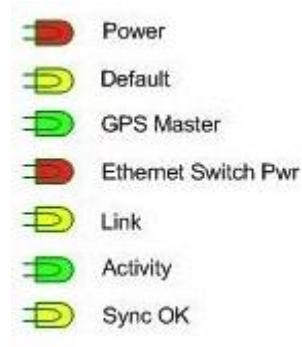 Power
Default
GPS Master
Ethernet Switch Pwr
Link
Activity
Sync OK